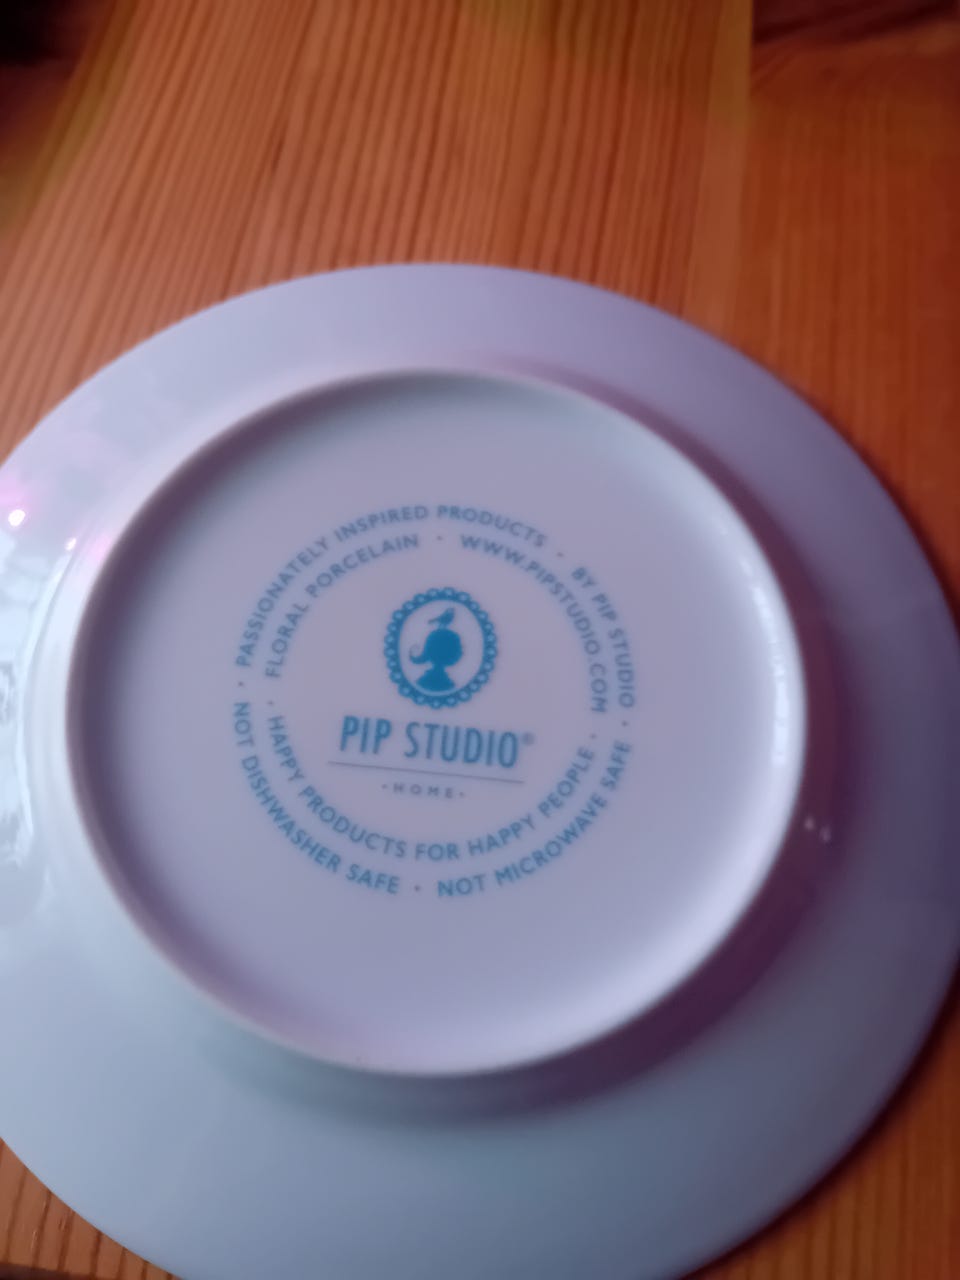 PASSIONATELY INSPIRED PRODUCTS · BY PIP STUDIO ·
NOT DISHWASHER SAFE · NOT MICROWAVE SAFE ·
FLORAL PORCELAIN · WWW.PIPSTUDIO.COM ·
HAPPY PRODUCTS FOR HAPPY PEOPLE ·
PIP STUDIO®
·HOME·